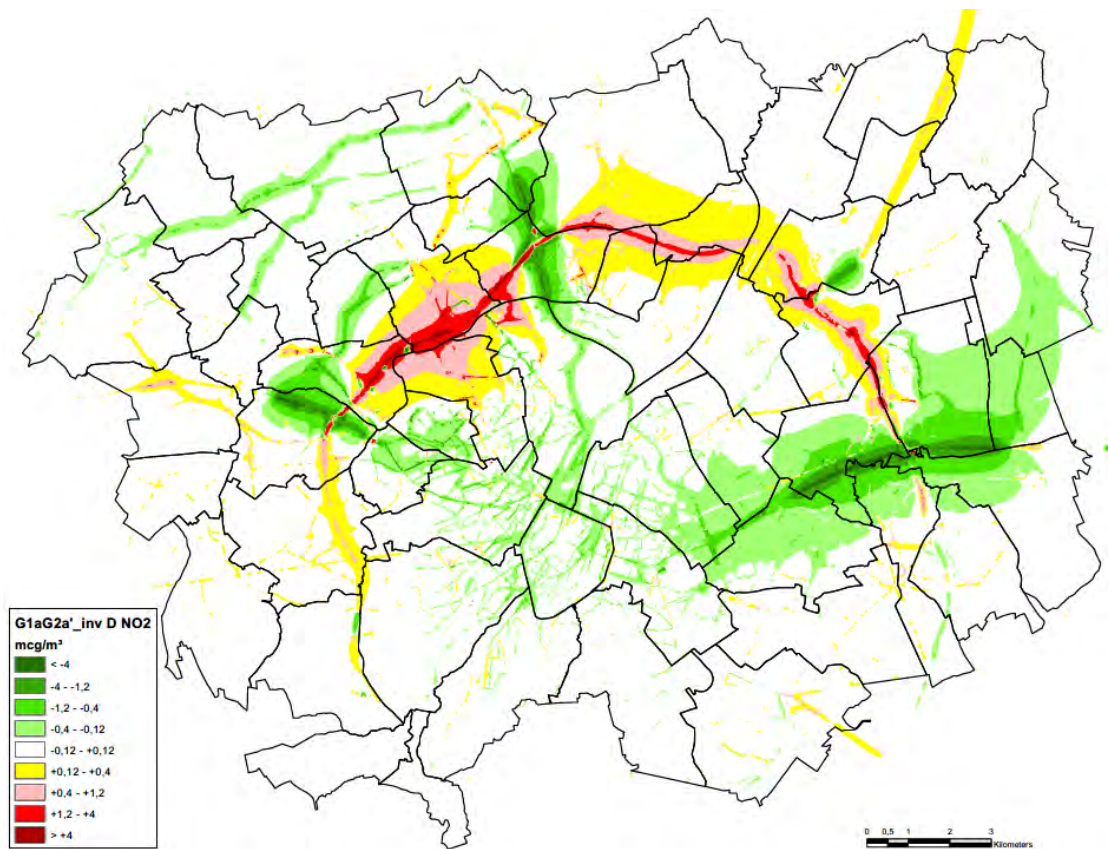 G1aG2a'_inv D NO2
mcg/m³
< -4
-4 - -1,2
-1,2 - -0,4
-0,4 - -0,12
-0,12 - +0,12
+0,12 - +0,4
+0,4 - +1,2
+1,2 - +4
> +4
0 0,5 1 2 3
Kilometers